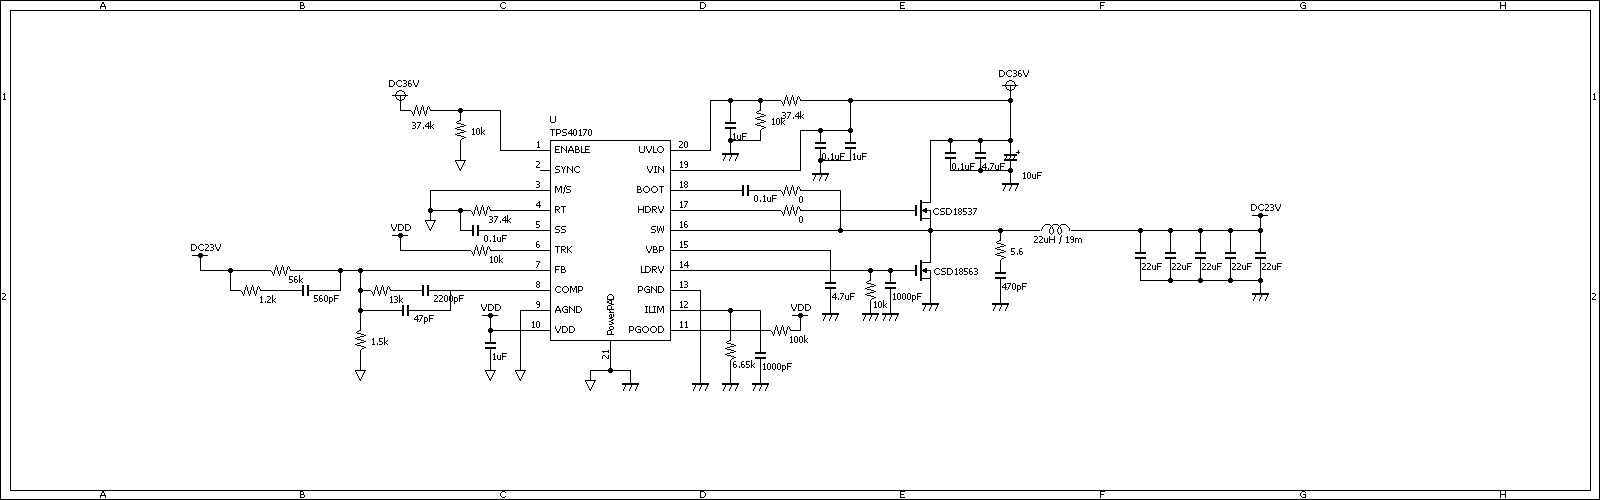 A B C D E F G H
1 1
DC36V
37.4k
10k
DC36V
37.4k
10k
1uF
0.1uF
1uF
0.1uF
4.7uF
+
10uF
U
TPS40170
1 ENABLE UVLO 20
2 SYNC VIN 19
3 M/S BOOT 18
4 RT HDRV 17
5 SS SW 16
6 TRK VBP 15
7 FB LDRV 14
8 COMP PGND 13
9 AGND ILIM 12
10 VDD PGOOD 11
PowerPAD
21
37.4k
0.1uF
VDD
10k
0.1uF
0
0
CSD18537
CSD18563
DC23V
56k
1.2k
560pF
13k
2200pF
47pF
1.5k
VDD
1uF
4.7uF
10k
1000pF
VDD
100k
6.65k
1000pF
5.6
470pF
22uH / 19m
DC23V
22uF
22uF
22uF
22uF
22uF
2 2
A B C D E F G H